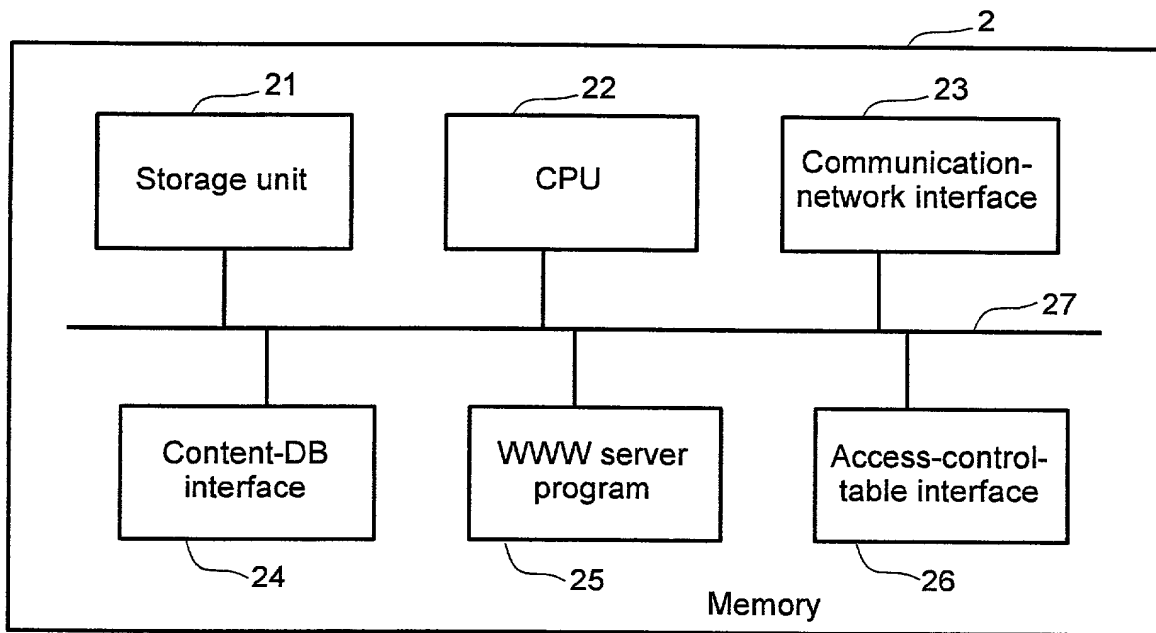 2
21
22
23
Storage unit
CPU
Communication-
network interface
27
Content-DB
interface
WWW server
program
Access-control-
table interface
24
25
26
Memory